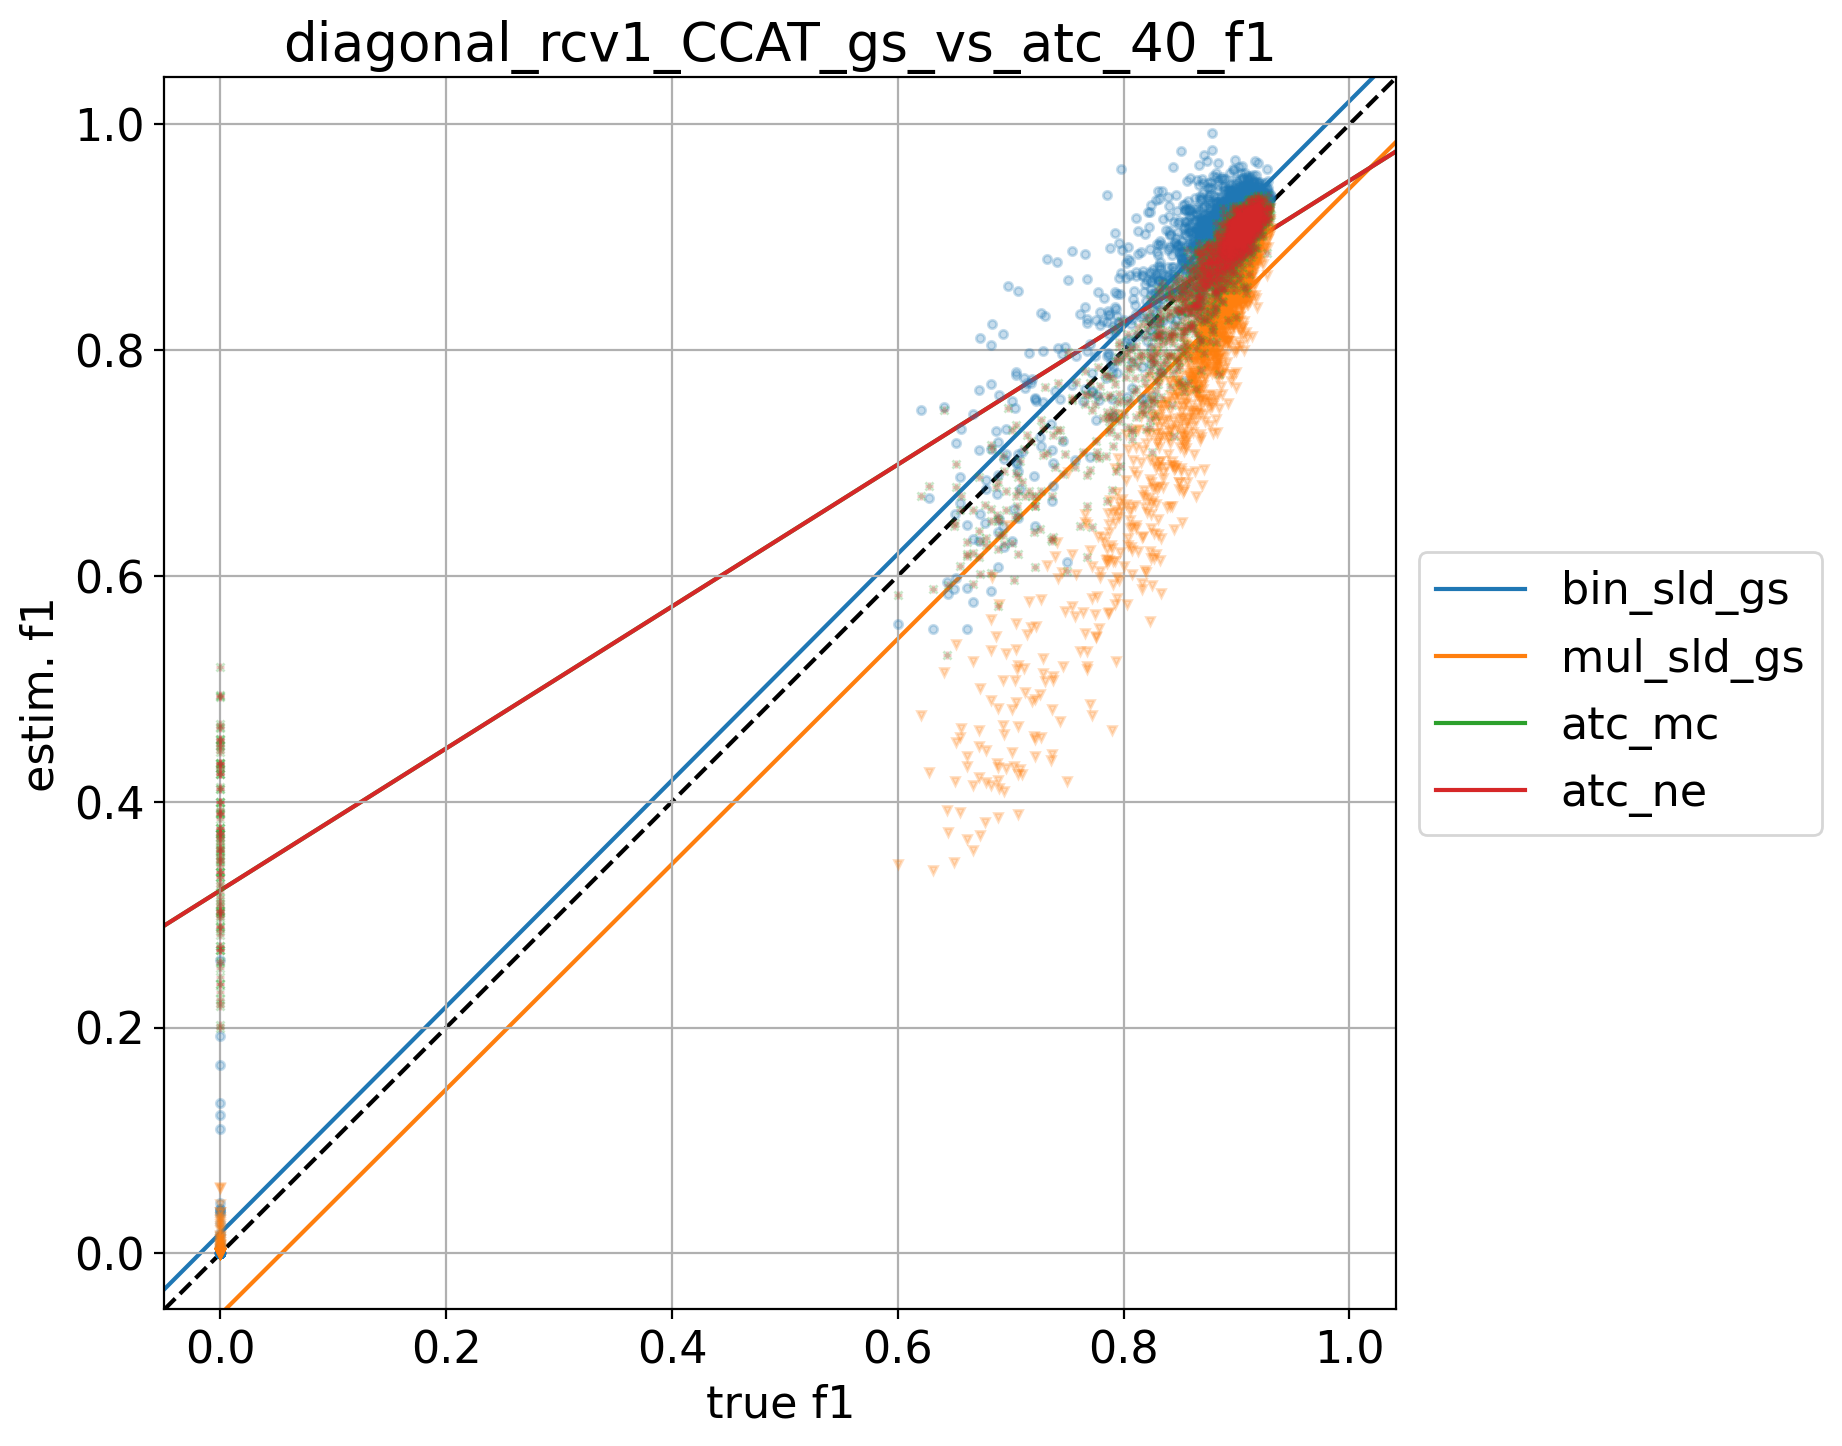 diagonal_rcv1_CCAT_gs_vs_atc_40_f1
1.0
0.8
0.6
0.4
0.2
0.0
estim. f1
0.0 0.2 0.4 0.6 0.8 1.0
true f1
bin_sld_gs
mul_sld_gs
atc_mc
atc_ne